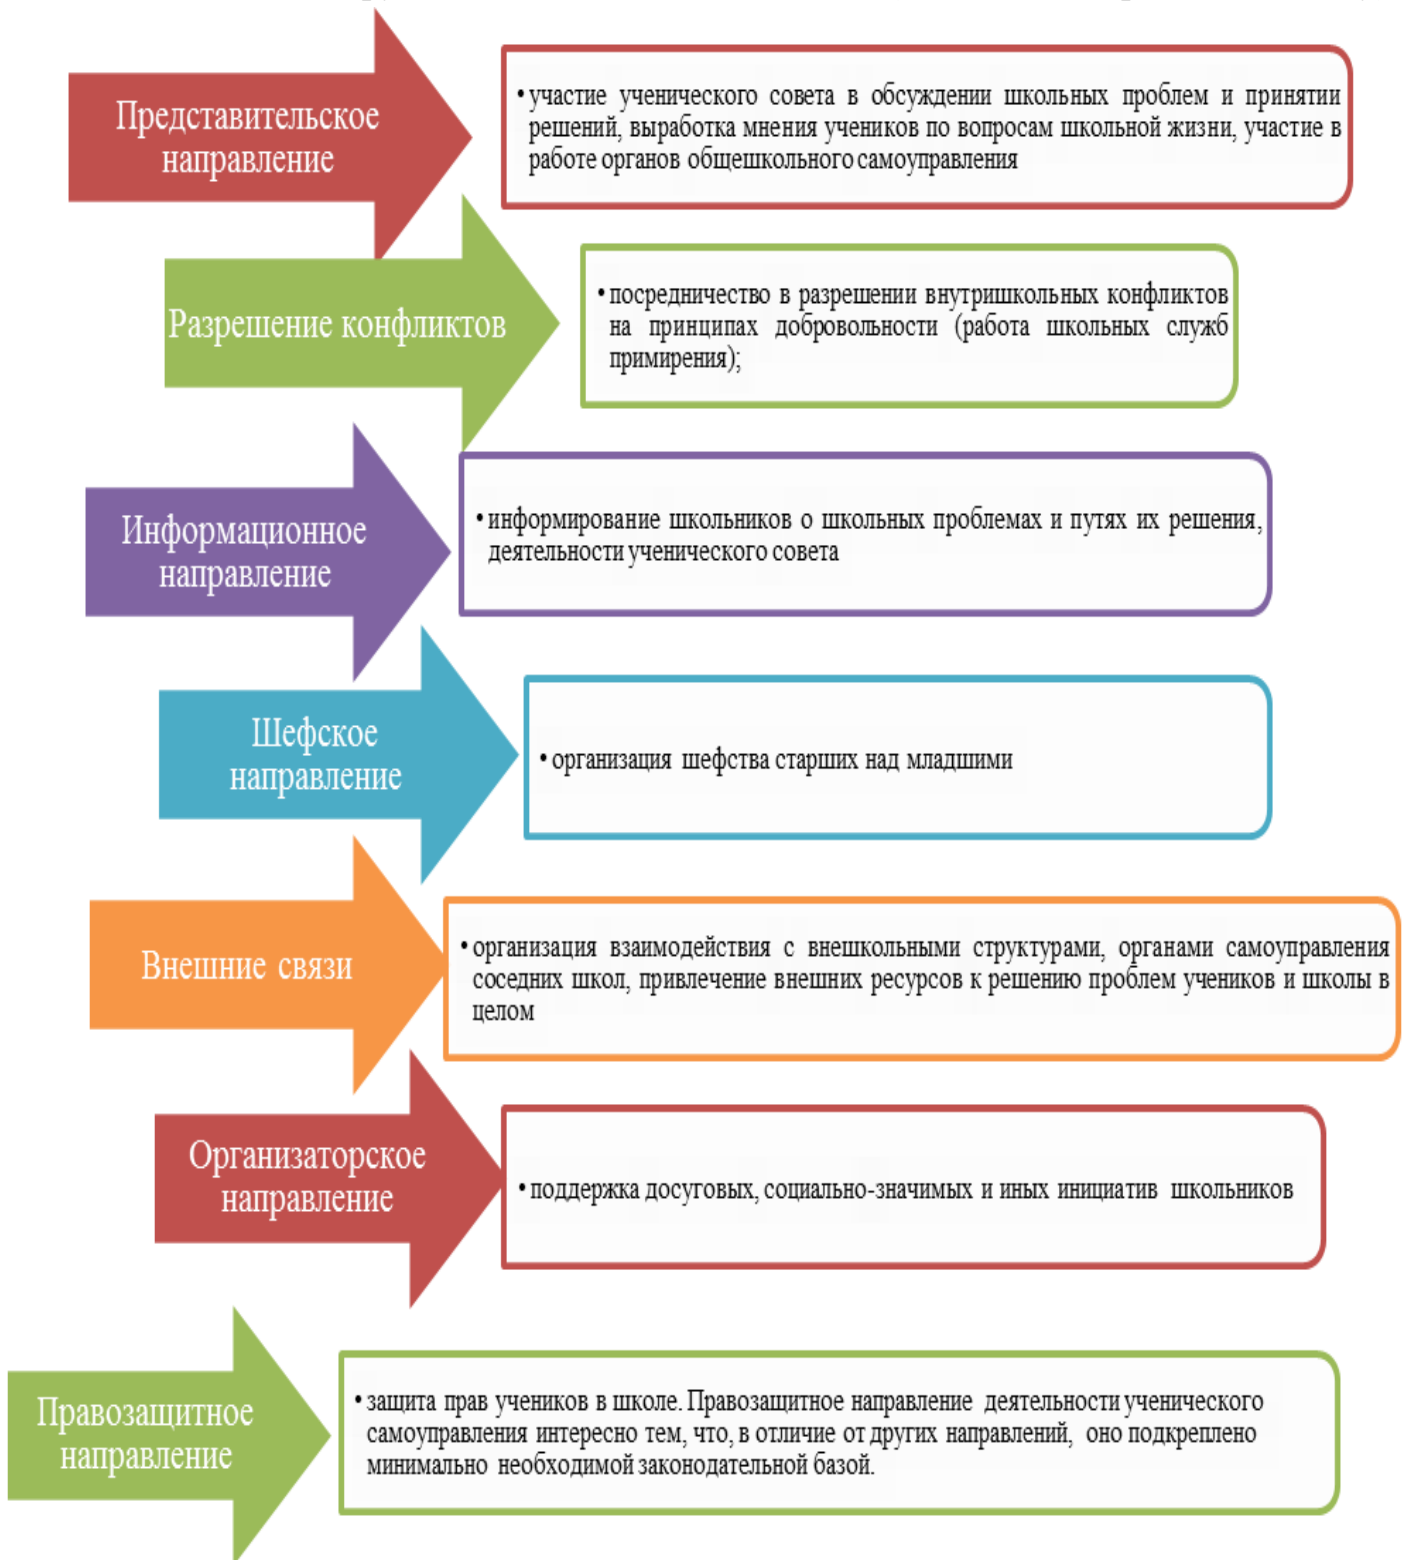 Представительское
направление
• участие ученического совета в обсуждении школьных проблем и принятии
решений, выработка мнения учеников по вопросам школьной жизни, участие в
работе органов общешкольного самоуправления
Разрешение конфликтов
• посредничество в разрешении внутришкольных конфликтов
на принципах добровольности (работа школьных служб
примирения);
Информационное
направление
• информирование школьников о школьных проблемах и путях их решения,
деятельности ученического совета
Шефское
направление
• организация шефства старших над младшими
Внешние связи
• организация взаимодействия с внешкольными структурами, органами самоуправления
соседних школ, привлечение внешних ресурсов к решению проблем учеников и школы в
целом
Организаторское
направление
• поддержка досуговых, социально-значимых и иных инициатив школьников
Правозащитное
направление
• защита прав учеников в школе. Правозащитное направление деятельности ученического
самоуправления интересно тем, что, в отличие от других направлений, оно подкреплено
минимально необходимой законодательной базой.